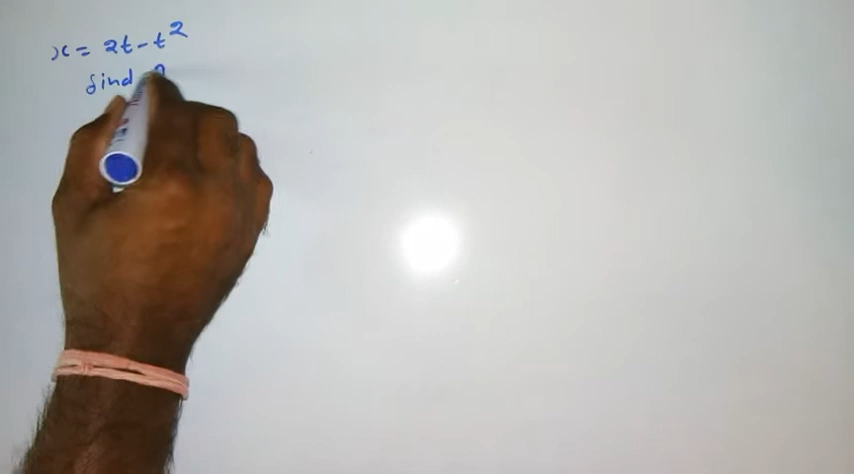 x = 2t - t²
find